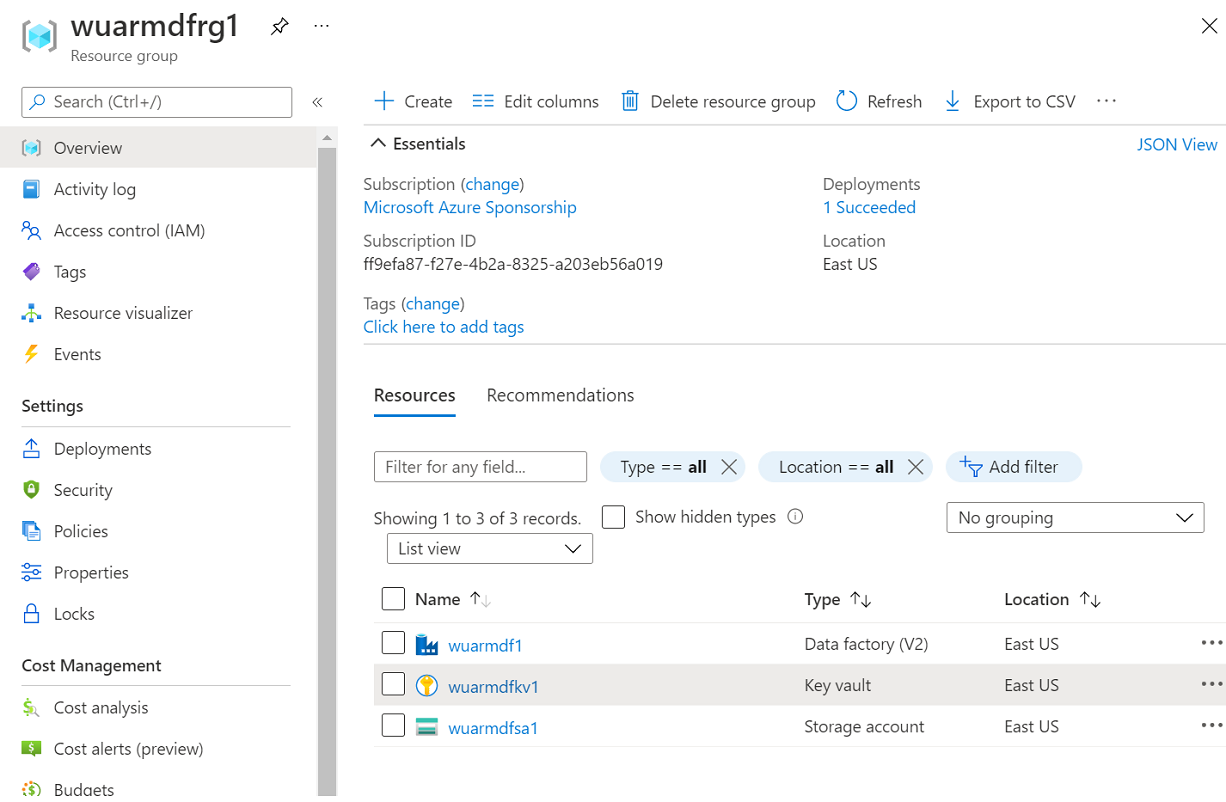 wuarmdfrg1
...
Resource group
Search (Ctrl+/)
«
Overview
Activity log
Access control (IAM)
Tags
Resource visualizer
Events
Settings
Deployments
Security
Policies
Properties
Locks
Cost Management
Cost analysis
Cost alerts (preview)
Budgets
Create
Edit columns
Delete resource group
Refresh
Export to CSV
...
Essentials
JSON View
Subscription (change)
Microsoft Azure Sponsorship
Subscription ID
ff9efa87-f27e-4b2a-8325-a203eb56a019
Deployments
1 Succeeded
Location
East US
Tags (change)
Click here to add tags
Resources
Recommendations
Filter for any field...
Type == all
Location == all
Add filter
Showing 1 to 3 of 3 records.
Show hidden types
No grouping
List view
Name Type Location
wuarmdf1 Data factory (V2) East US ...
wuarmdfkv1 Key vault East US ...
wuarmdfsa1 Storage account East US ...